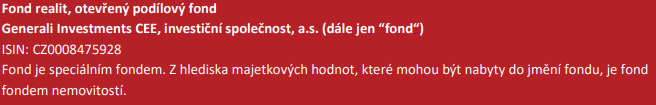 Fond realit, otevřený podílový fond
Generali Investments CEE, investiční společnost, a.s. (dále jen “fond“)
ISIN: CZ0008475928
Fond je speciálním fondem. Z hlediska majetkových hodnot, které mohou být nabyty do jmění fondu, je fond
fondem nemovitostí.